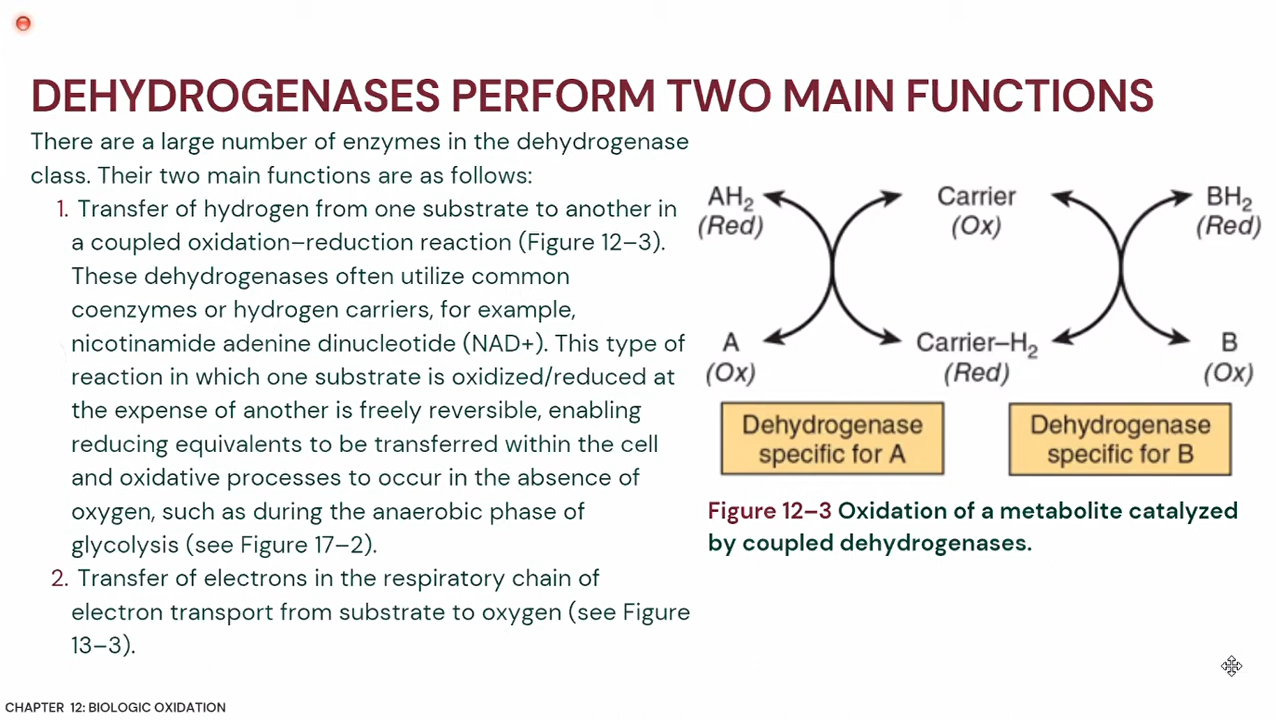 DEHYDROGENASES PERFORM TWO MAIN FUNCTIONS
There are a large number of enzymes in the dehydrogenase
class. Their two main functions are as follows:
1. Transfer of hydrogen from one substrate to another in
a coupled oxidation–reduction reaction (Figure 12–3).
These dehydrogenases often utilize common
coenzymes or hydrogen carriers, for example,
nicotinamide adenine dinucleotide (NAD+). This type of
reaction in which one substrate is oxidized/reduced at
the expense of another is freely reversible, enabling
reducing equivalents to be transferred within the cell
and oxidative processes to occur in the absence of
oxygen, such as during the anaerobic phase of
glycolysis (see Figure 17–2).
2. Transfer of electrons in the respiratory chain of
electron transport from substrate to oxygen (see Figure
13–3).
AH₂ Carrier BH₂
(Red) (Ox) (Red)
A Carrier–H₂ B
(Ox) (Red) (Ox)
Dehydrogenase
specific for A
Dehydrogenase
specific for B
Figure 12–3 Oxidation of a metabolite catalyzed
by coupled dehydrogenases.
CHAPTER 12: BIOLOGIC OXIDATION